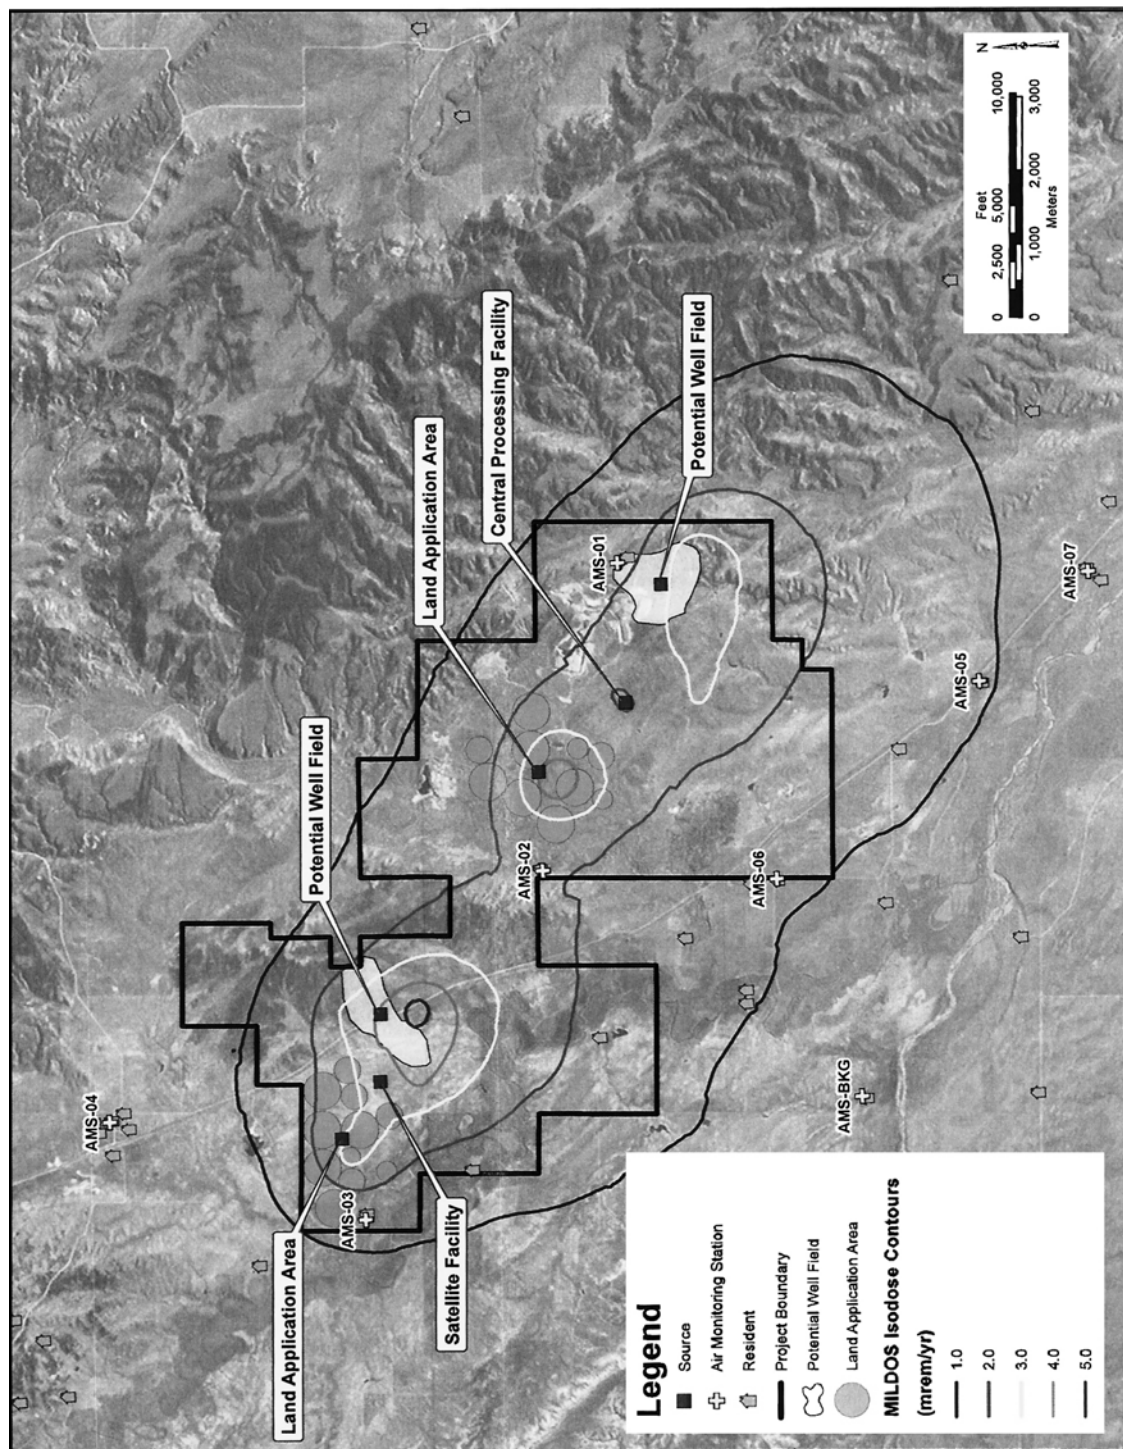 AMS-04
AMS-03
Land Application Area
Satellite Facility
Potential Well Field
AMS-02
Land Application Area
Central Processing Facility
AMS-01
Potential Well Field
AMS-06
AMS-BKG
AMS-05
AMS-07
Legend
Source
Air Monitoring Station
Resident
Project Boundary
Potential Well Field
Land Application Area
MILDOS Isodose Contours
(mrem/yr)
1.0
2.0
3.0
4.0
5.0
N
Feet
0 2,500 5,000 10,000
0 1,000 2,000 3,000
Meters